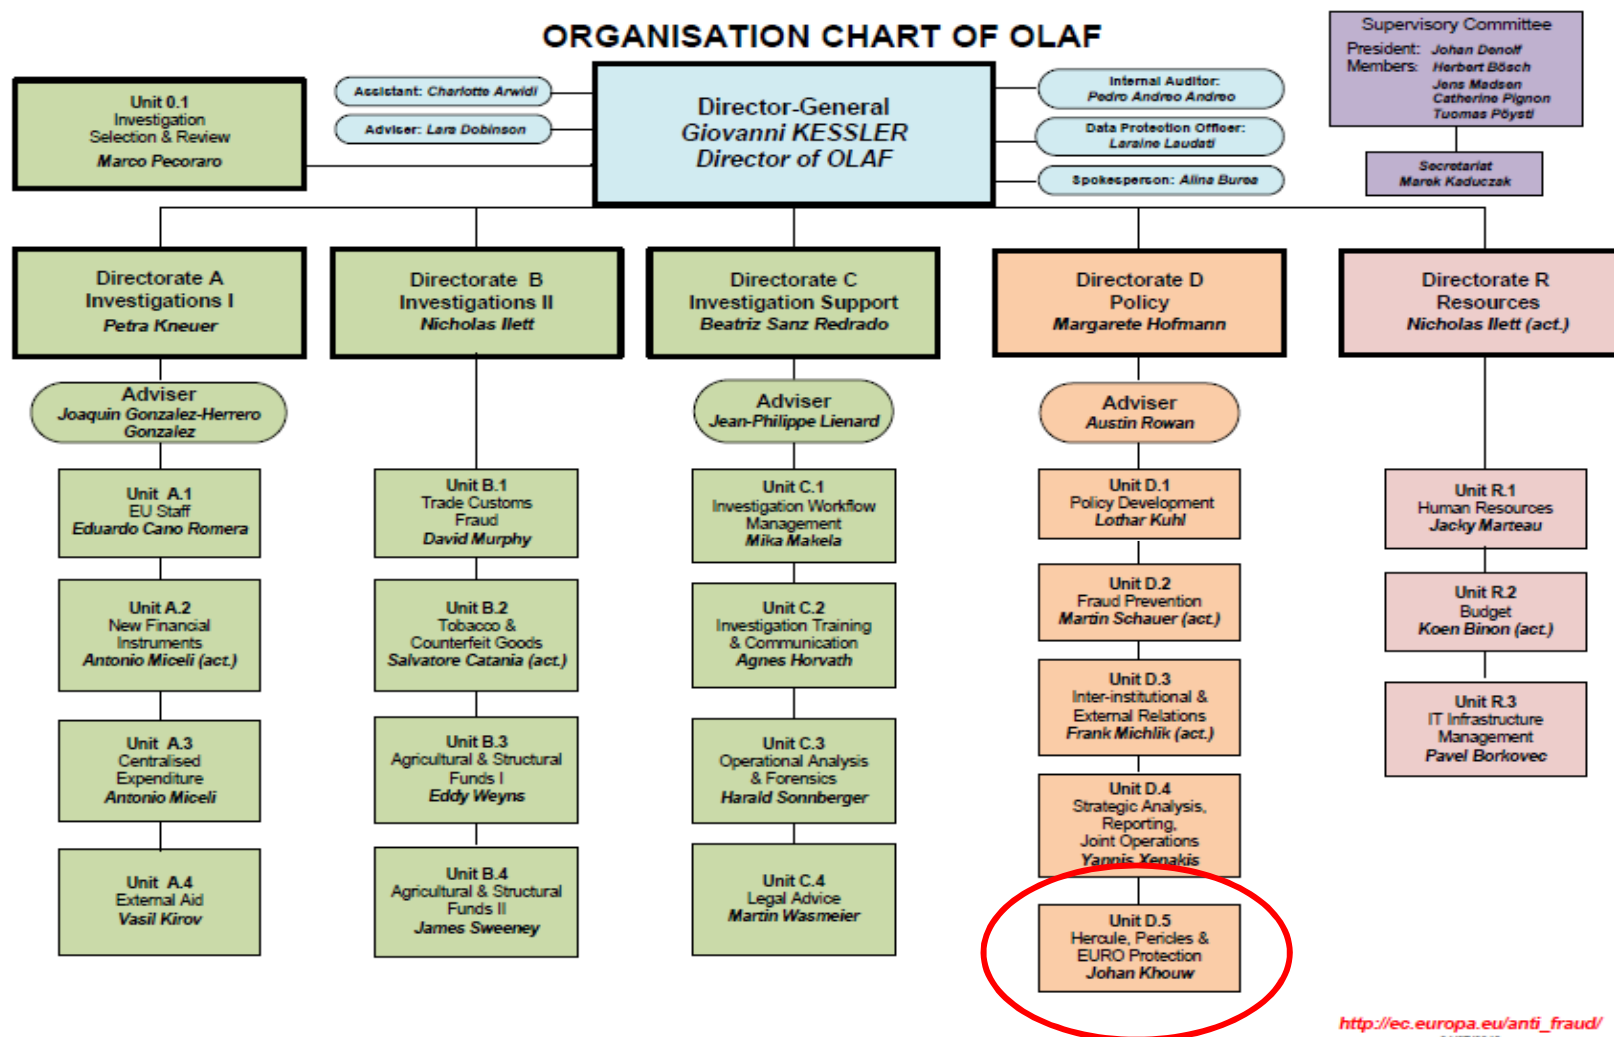 ORGANISATION CHART OF OLAF
Supervisory Committee
President: Johan Denolf
Members: Herbert Bösch
Jens Madsen
Catherine Pignon
Tuomas Pöysti
Secretariat
Marek Kaduczak
Unit 0.1
Investigation
Selection & Review
Marco Pecoraro
Assistant: Charlotte Arwidi
Adviser: Lara Dobinson
Director-General
Giovanni KESSLER
Director of OLAF
Internal Auditor:
Pedro Andreo Andreo
Data Protection Officer:
Laraine Laudati
Spokesperson: Alina Burea
Directorate A
Investigations I
Petra Kneuer
Adviser
Joaquin Gonzalez-Herrero
Gonzalez
Unit A.1
EU Staff
Eduardo Cano Romera
Unit A.2
New Financial
Instruments
Antonio Miceli (act.)
Unit A.3
Centralised
Expenditure
Antonio Miceli
Unit A.4
External Aid
Vasil Kirov
Directorate B
Investigations II
Nicholas Ilett
Unit B.1
Trade Customs
Fraud
David Murphy
Unit B.2
Tobacco &
Counterfeit Goods
Salvatore Catania (act.)
Unit B.3
Agricultural & Structural
Funds I
Eddy Weyns
Unit B.4
Agricultural & Structural
Funds II
James Sweeney
Directorate C
Investigation Support
Beatriz Sanz Redrado
Adviser
Jean-Philippe Lienard
Unit C.1
Investigation Workflow
Management
Mika Makela
Unit C.2
Investigation Training
& Communication
Agnes Horvath
Unit C.3
Operational Analysis
& Forensics
Harald Sonnberger
Unit C.4
Legal Advice
Martin Wasmeier
Directorate D
Policy
Margarete Hofmann
Adviser
Austin Rowan
Unit D.1
Policy Development
Lothar Kuhl
Unit D.2
Fraud Prevention
Martin Schauer (act.)
Unit D.3
Inter-institutional &
External Relations
Frank Michlik (act.)
Unit D.4
Strategic Analysis,
Reporting,
Joint Operations
Yannis Xenakis
Unit D.5
Hercule, Pericles &
EURO Protection
Johan Khouw
Directorate R
Resources
Nicholas Ilett (act.)
Unit R.1
Human Resources
Jacky Marteau
Unit R.2
Budget
Koen Binon (act.)
Unit R.3
IT Infrastructure
Management
Pavel Borkovec
http://ec.europa.eu/anti_fraud/